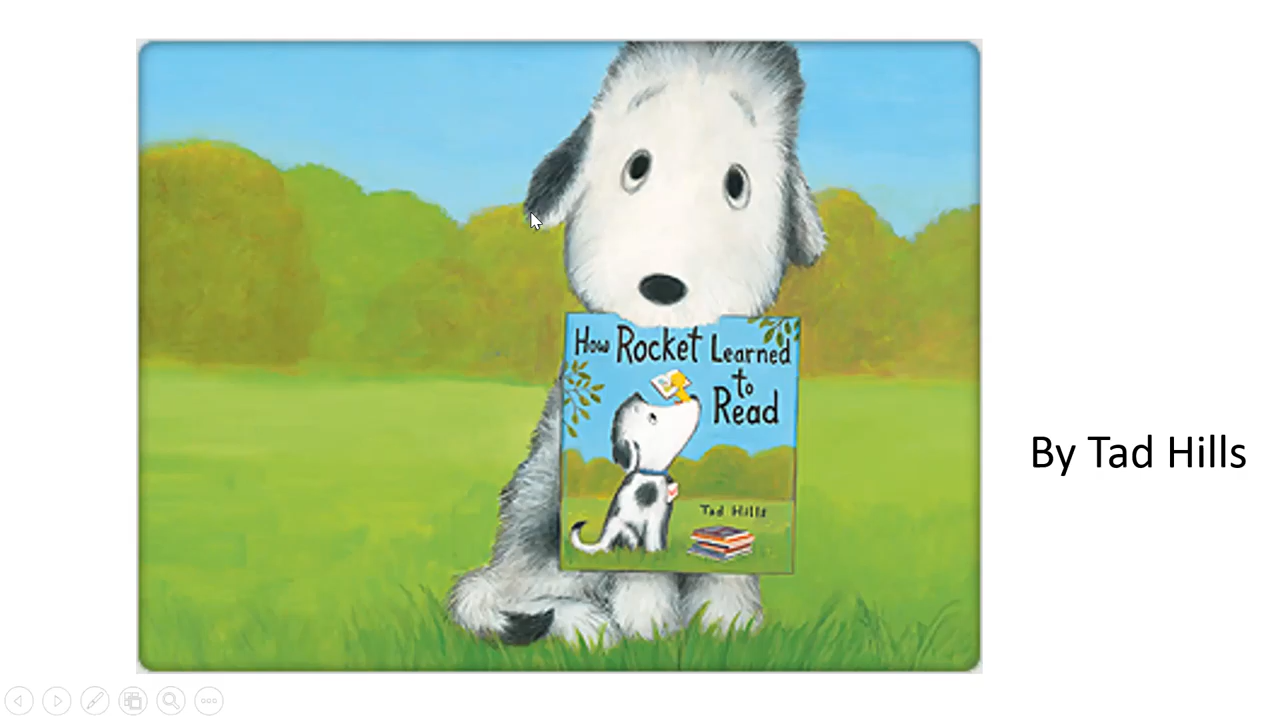 How Rocket Learned
to
Read
Tad Hills
By Tad Hills